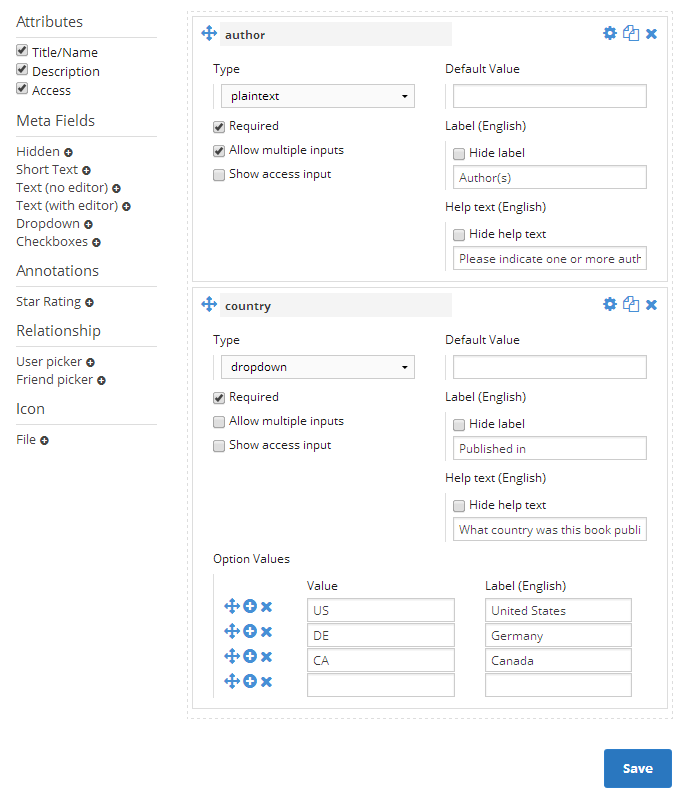 Attributes
Title/Name
Description
Access
Meta Fields
Hidden
Short Text
Text (no editor)
Text (with editor)
Dropdown
Checkboxes
Annotations
Star Rating
Relationship
User picker
Friend picker
Icon
File
author
Type
plaintext
Required
Allow multiple inputs
Show access input
Default Value
Label (English)
Hide label
Author(s)
Help text (English)
Hide help text
Please indicate one or more auth
country
Type
dropdown
Required
Allow multiple inputs
Show access input
Default Value
Label (English)
Hide label
Published in
Help text (English)
Hide help text
What country was this book publi
Option Values
Value Label (English)
US United States
DE Germany
CA Canada
Save